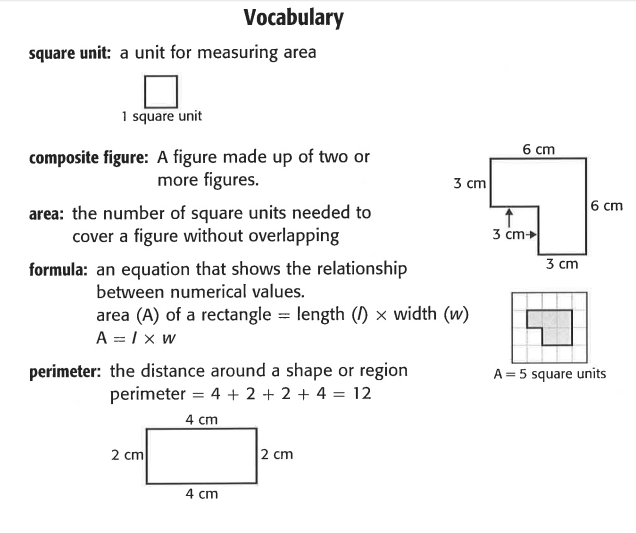 Vocabulary
square unit: a unit for measuring area
1 square unit
composite figure: A figure made up of two or
more figures.
6 cm
3 cm
6 cm
3 cm
3 cm
area: the number of square units needed to
cover a figure without overlapping
formula: an equation that shows the relationship
between numerical values.
area (A) of a rectangle = length (l) × width (w)
A = l × w
A = 5 square units
perimeter: the distance around a shape or region
perimeter = 4 + 2 + 2 + 4 = 12
4 cm
2 cm
2 cm
4 cm